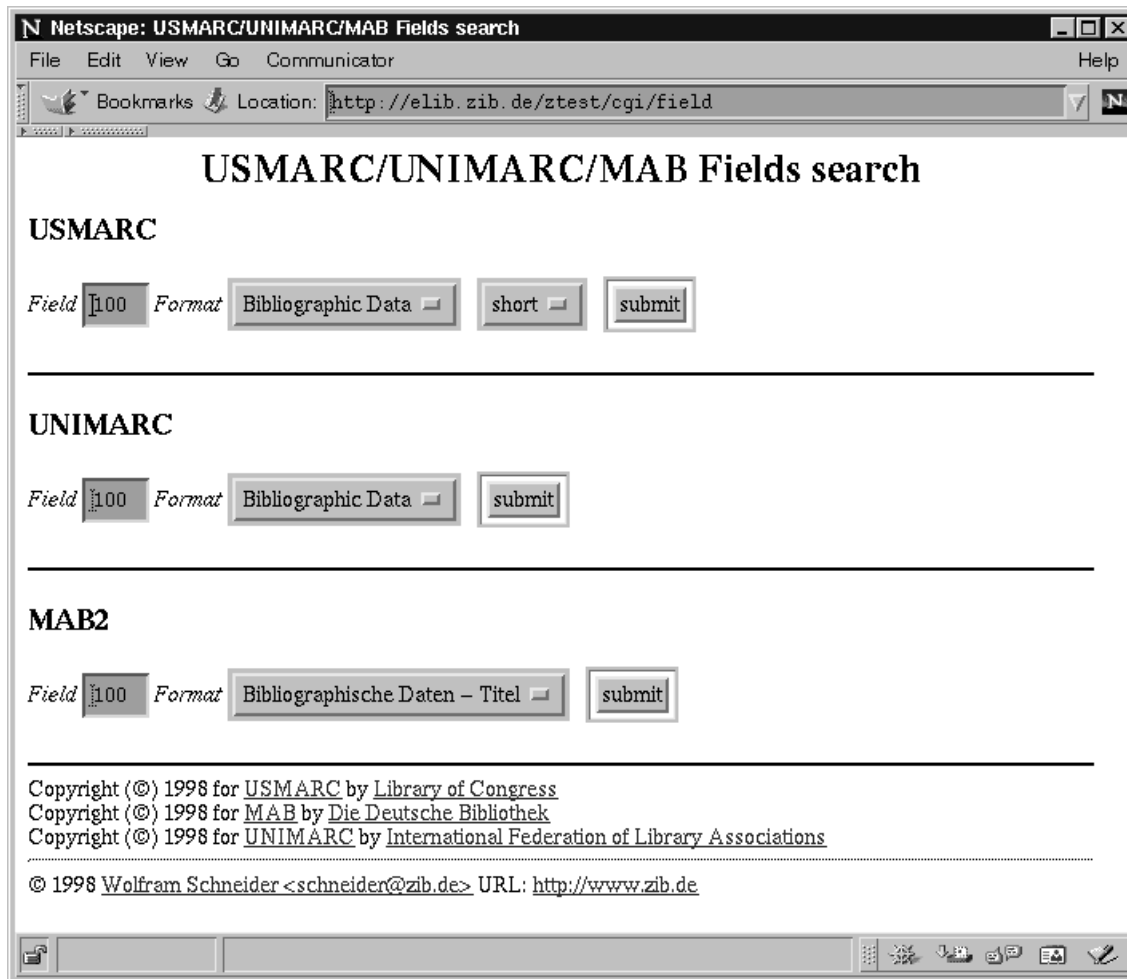 N Netscape: USMARC/UNIMARC/MAB Fields search
File Edit View Go Communicator Help
Bookmarks Location: http://elib.zib.de/ztest/cgi/field N
USMARC/UNIMARC/MAB Fields search
USMARC
Field 100 Format Bibliographic Data short submit
UNIMARC
Field 100 Format Bibliographic Data submit
MAB2
Field 100 Format Bibliographische Daten – Titel submit
Copyright (©) 1998 for USMARC by Library of Congress
Copyright (©) 1998 for MAB by Die Deutsche Bibliothek
Copyright (©) 1998 for UNIMARC by International Federation of Library Associations
© 1998 Wolfram Schneider <schneider@zib.de> URL: http://www.zib.de